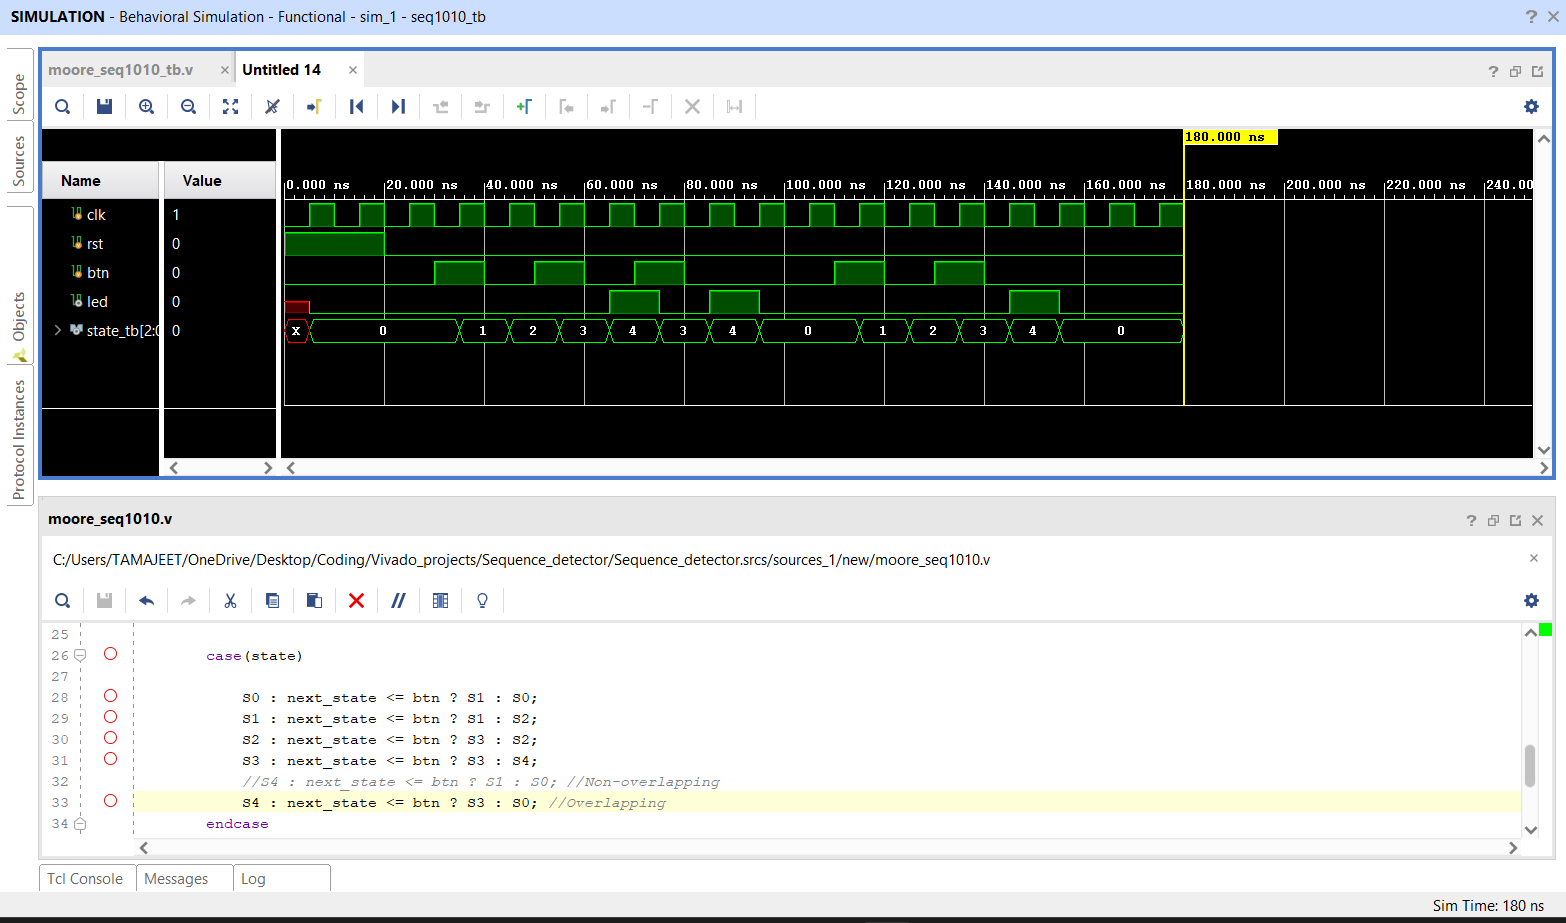 SIMULATION - Behavioral Simulation - Functional - sim_1 - seq1010_tb
Scope
Sources
Objects
Protocol Instances
moore_seq1010_tb.v
Untitled 14
180.000 ns
Name
Value
0.000 ns 20.000 ns 40.000 ns 60.000 ns 80.000 ns 100.000 ns 120.000 ns 140.000 ns 160.000 ns 180.000 ns 200.000 ns 220.000 ns 240.00
clk 1
rst 0
btn 0
led 0
state_tb[2:0 0
X 0 1 2 3 4 3 4 0 1 2 3 4 0
moore_seq1010.v
C:/Users/TAMAJEET/OneDrive/Desktop/Coding/Vivado_projects/Sequence_detector/Sequence_detector.srcs/sources_1/new/moore_seq1010.v
25
26 case(state)
27
28 S0 : next_state <= btn ? S1 : S0;
29 S1 : next_state <= btn ? S1 : S2;
30 S2 : next_state <= btn ? S3 : S2;
31 S3 : next_state <= btn ? S3 : S4;
32 //S4 : next_state <= btn ? S1 : S0; //Non-overlapping
33 S4 : next_state <= btn ? S3 : S0; //Overlapping
34 endcase
Tcl Console Messages Log
Sim Time: 180 ns